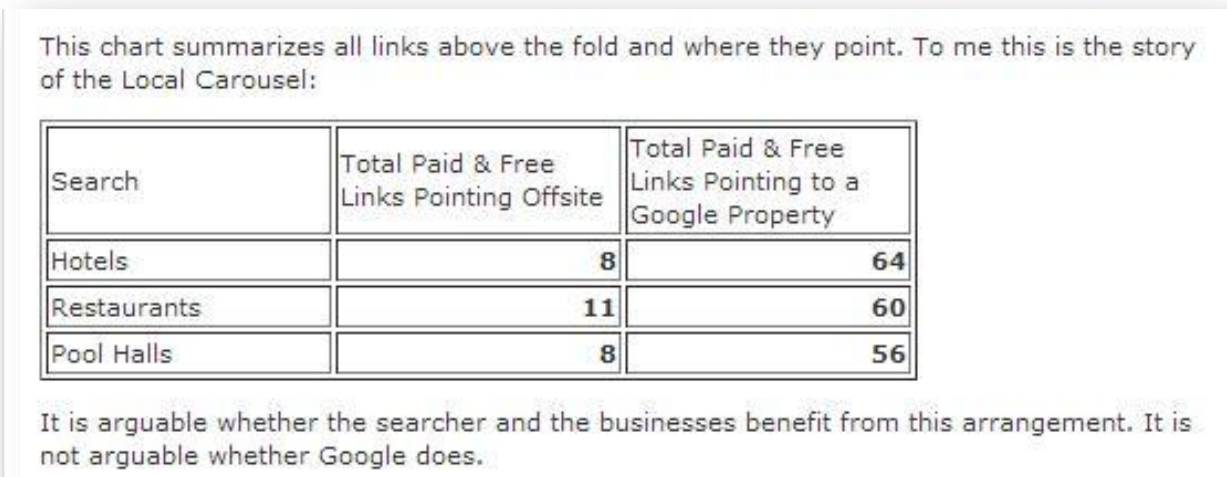 This chart summarizes all links above the fold and where they point. To me this is the story
of the Local Carousel:
Search
Total Paid & Free
Links Pointing Offsite
Total Paid & Free
Links Pointing to a
Google Property
Hotels 8 64
Restaurants 11 60
Pool Halls 8 56
It is arguable whether the searcher and the businesses benefit from this arrangement. It is
not arguable whether Google does.